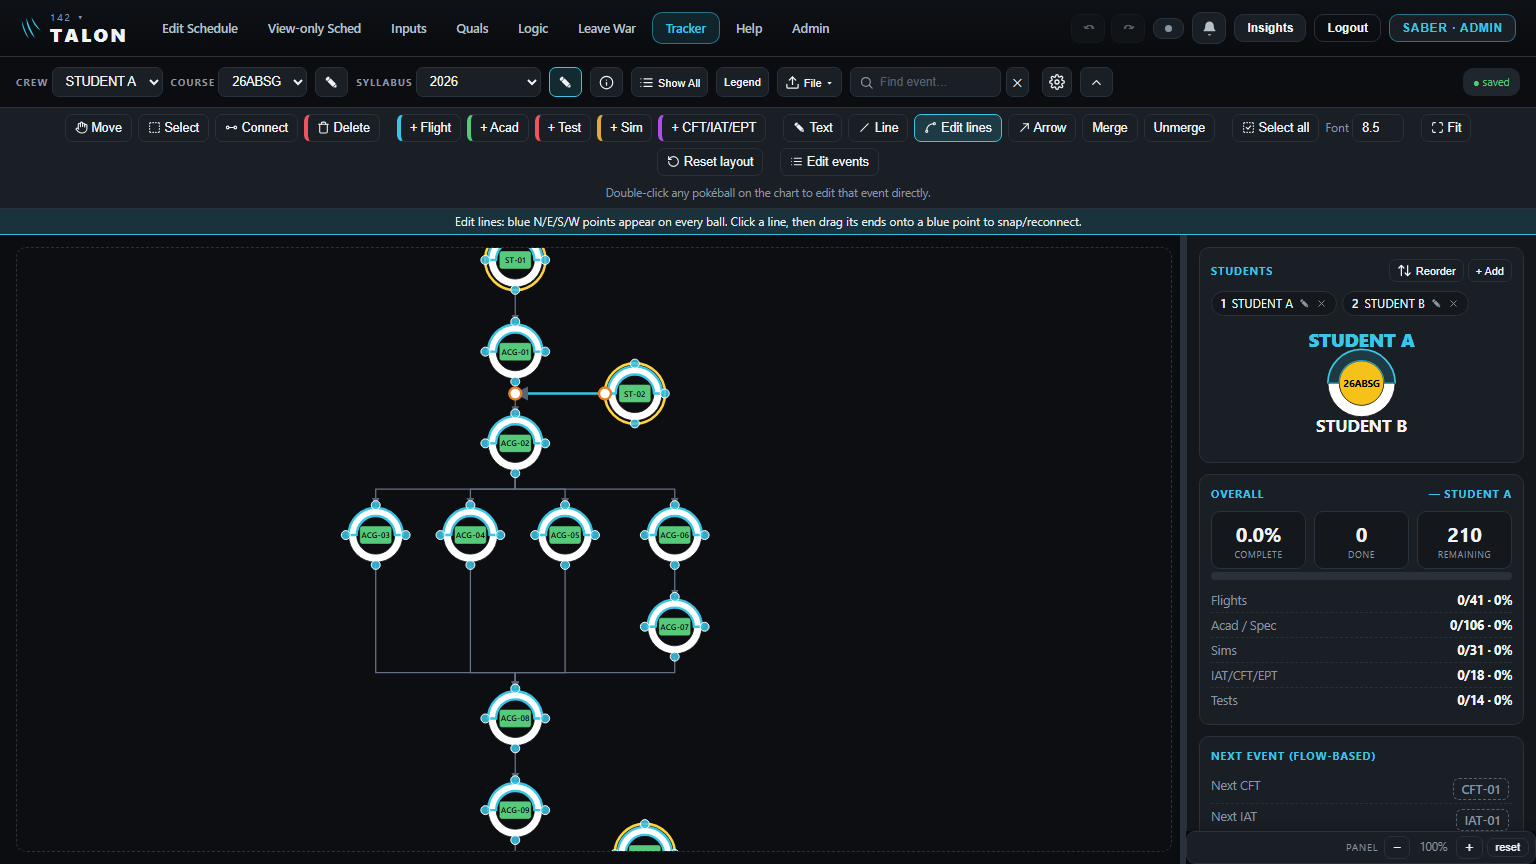 142
TALON
Edit Schedule
View-only Sched
Inputs
Quals
Logic
Leave War
Tracker
Help
Admin
Insights
Logout
SABER · ADMIN
CREW
STUDENT A
COURSE
26ABSG
SYLLABUS
2026
Show All
Legend
File
Find event...
saved
Move
Select
Connect
Delete
+ Flight
+ Acad
+ Test
+ Sim
+ CFT/IAT/EPT
Text
Line
Edit lines
Arrow
Merge
Unmerge
Select all
Font
8.5
Fit
Reset layout
Edit events
Double-click any pokéball on the chart to edit that event directly.
Edit lines: blue N/E/S/W points appear on every ball. Click a line, then drag its ends onto a blue point to snap/reconnect.
ST-01
ACG-01
ST-02
ACG-02
ACG-03
ACG-04
ACG-05
ACG-06
ACG-07
ACG-08
ACG-09
STUDENTS
Reorder
+ Add
1 STUDENT A
2 STUDENT B
STUDENT A
26ABSG
STUDENT B
OVERALL
— STUDENT A
0.0%
COMPLETE
0
DONE
210
REMAINING
Flights
0/41 · 0%
Acad / Spec
0/106 · 0%
Sims
0/31 · 0%
IAT/CFT/EPT
0/18 · 0%
Tests
0/14 · 0%
NEXT EVENT (FLOW-BASED)
Next CFT
CFT-01
Next IAT
IAT-01
PANEL
−
100%
+
reset